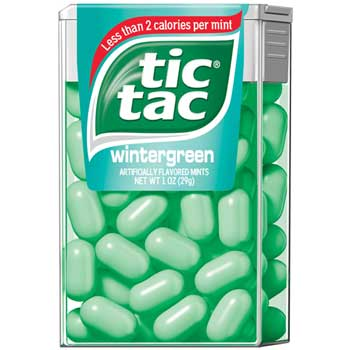 Less than 2 calories per mint
tic®
tac
wintergreen
ARTIFICIALLY FLAVORED MINTS
NET WT 1 OZ (29g)